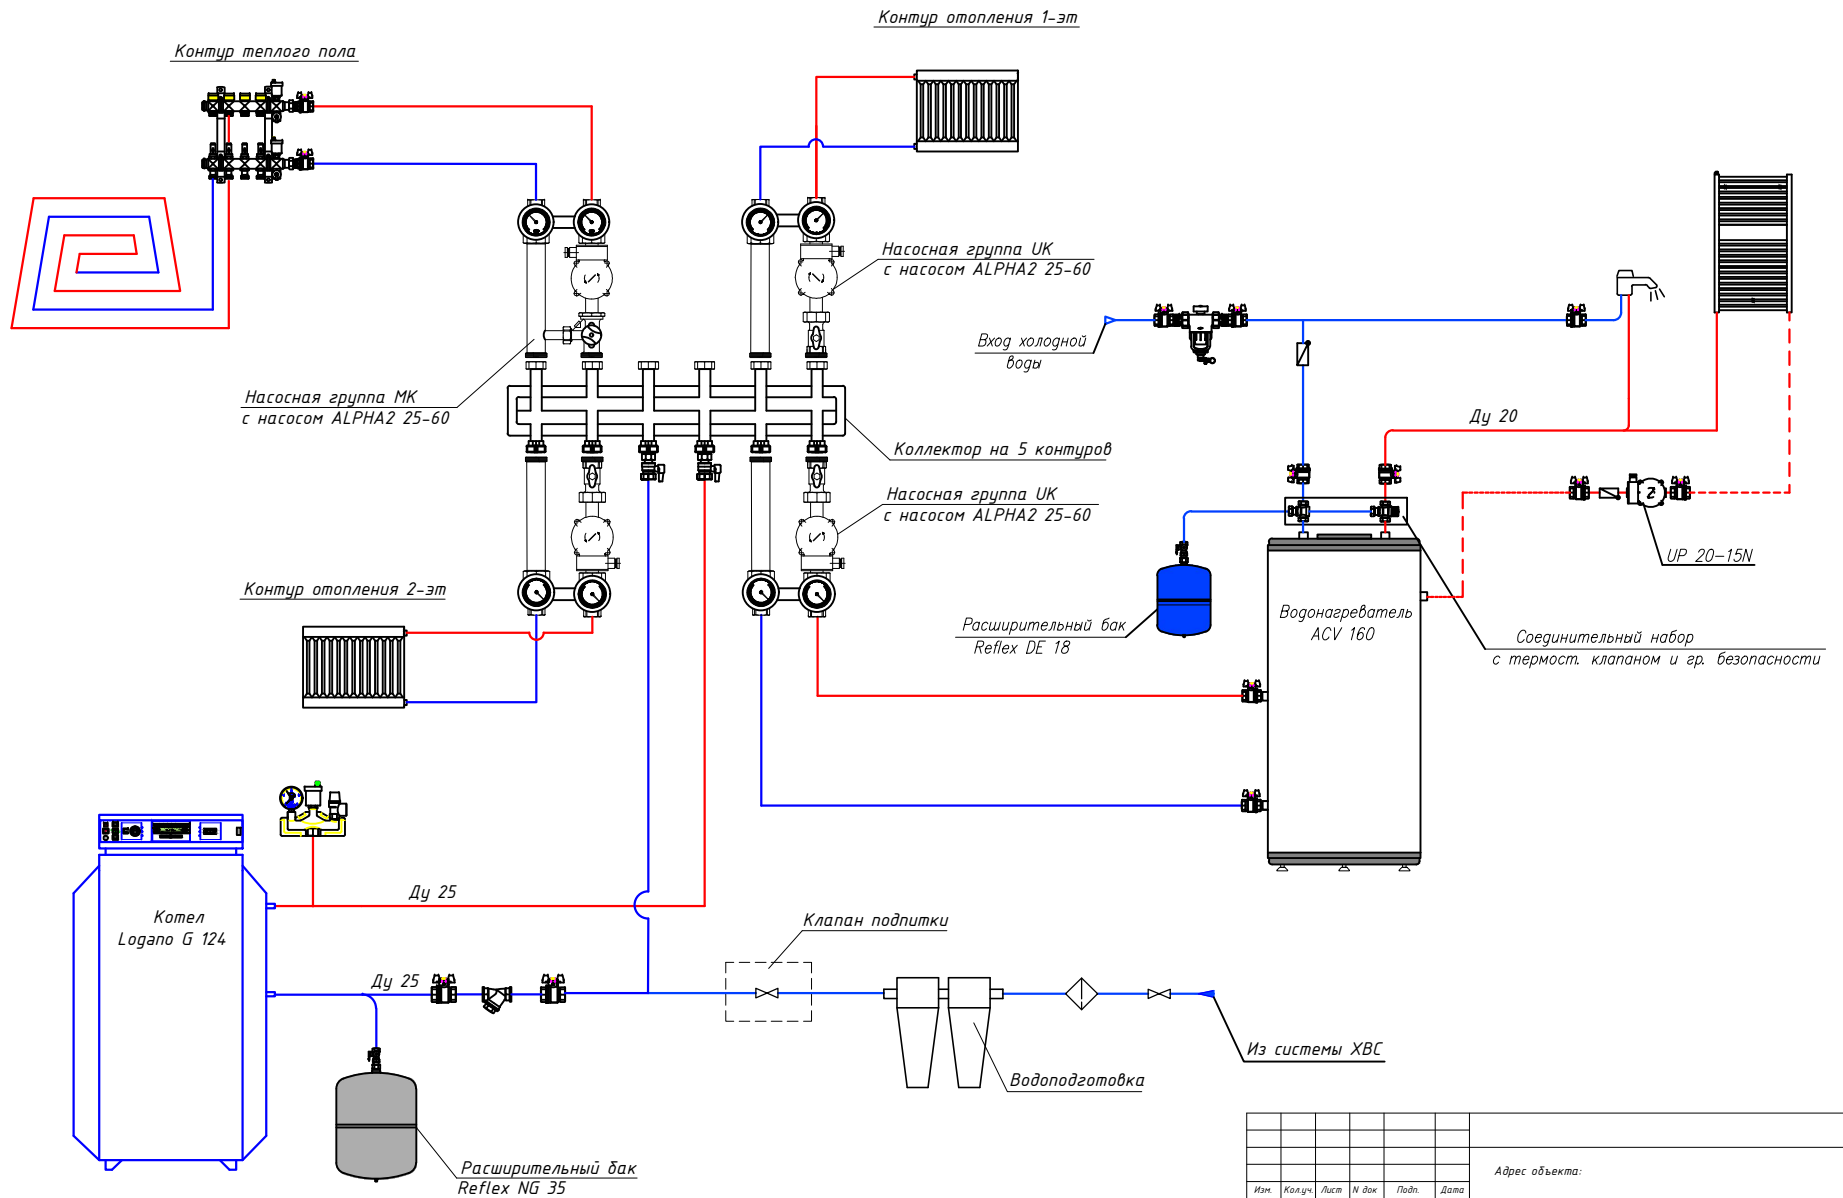 Контур отопления 1-эт
Контур теплого пола
Насосная группа UK
с насосом ALPHA2 25-60
Вход холодной
воды
Насосная группа МК
с насосом ALPHA2 25-60
Ду 20
Коллектор на 5 контуров
Насосная группа UK
с насосом ALPHA2 25-60
UP 20-15N
Контур отопления 2-эт
Водонагреватель
ACV 160
Расширительный бак
Reflex DE 18
Соединительный набор
с термост. клапаном и гр. безопасности
Ду 25
Котел
Logano G 124
Клапан подпитки
Ду 25
Из системы ХВС
Водоподготовка
Расширительный бак
Reflex NG 35
Адрес объекта:
Изм. Кол.уч. Лист N док Подп. Дата